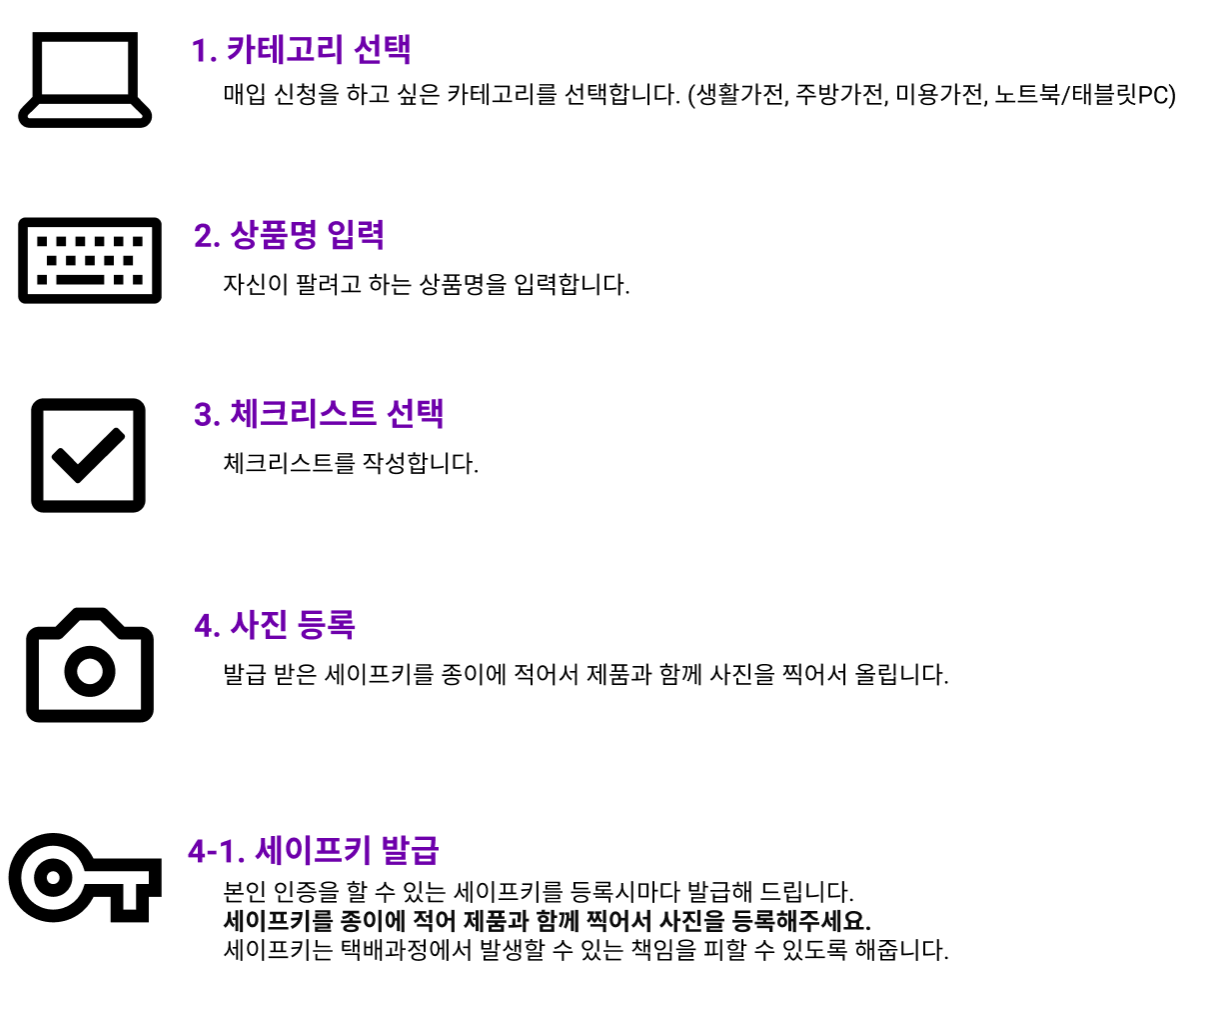 1. 카테고리 선택
매입 신청을 하고 싶은 카테고리를 선택합니다. (생활가전, 주방가전, 미용가전, 노트북/태블릿PC)
2. 상품명 입력
자신이 팔려고 하는 상품명을 입력합니다.
3. 체크리스트 선택
체크리스트를 작성합니다.
4. 사진 등록
발급 받은 세이프키를 종이에 적어서 제품과 함께 사진을 찍어서 올립니다.
4-1. 세이프키 발급
본인 인증을 할 수 있는 세이프키를 등록시마다 발급해 드립니다.
세이프키를 종이에 적어 제품과 함께 찍어서 사진을 등록해주세요.
세이프키는 택배과정에서 발생할 수 있는 책임을 피할 수 있도록 해줍니다.